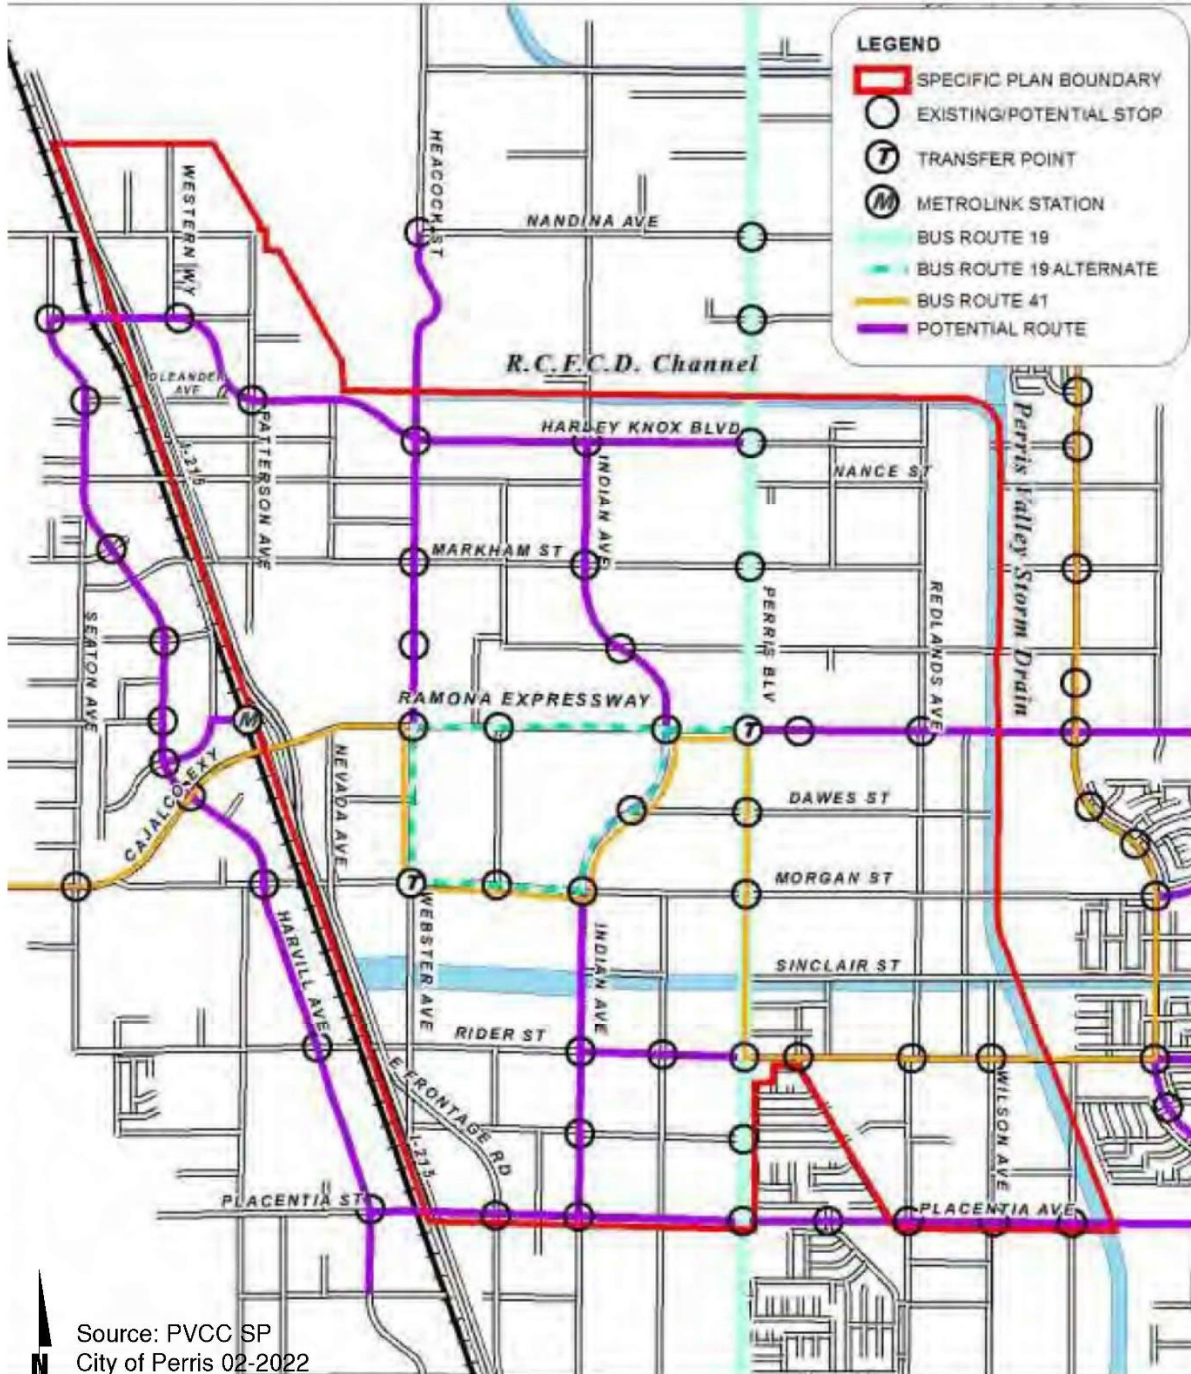 LEGEND
SPECIFIC PLAN BOUNDARY
EXISTING/POTENTIAL STOP
T TRANSFER POINT
M METROLINK STATION
BUS ROUTE 19
BUS ROUTE 19 ALTERNATE
BUS ROUTE 41
POTENTIAL ROUTE
HEACOCK ST
WESTERN WY
NANDINA AVE
R.C.F.C.D. Channel
OLEANDER AVE
PATTERSON AVE
I-215
HARLEY KNOX BLVD
INDIAN AVE
NANCE ST
Perris Valley Storm Drain
MARKHAM ST
PERRIS BLV
REDLANDS AVE
SEATON AVE
RAMONA EXPRESSWAY
M
T
CAJALCO EXY
NEVADA AVE
DAWES ST
T
MORGAN ST
WEBSTER AVE
HARVILL AVE
INDIAN AVE
SINCLAIR ST
RIDER ST
E FRONTAGE RD
WILSON AVE
I-215
PLACENTIA ST
PLACENTIA AVE
N
Source: PVCC SP
City of Perris 02-2022